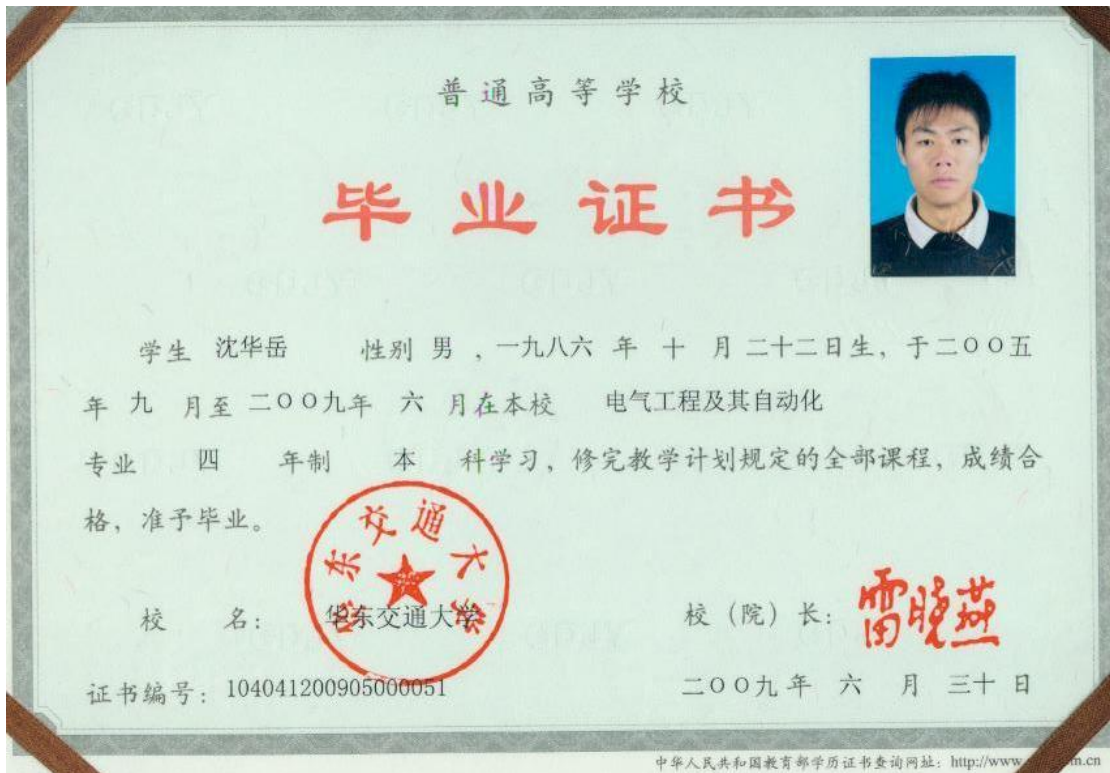 普通高等学校
毕业证书
学生 沈华岳 性别 男 ，一九八六 年 十 月 二十二日生，于二〇〇五
年 九 月至 二〇〇九年 六 月在本校 电气工程及其自动化
专业 四 年制 本 科学习，修完教学计划规定的全部课程，成绩合
格，准予毕业。
华东交通大学
校 名： 华东交通大学
校（院）长： 雷晓燕
证书编号：104041200905000051
二〇〇九年 六 月 三十 日
中华人民共和国教育部学历证书查询网址：http://www.